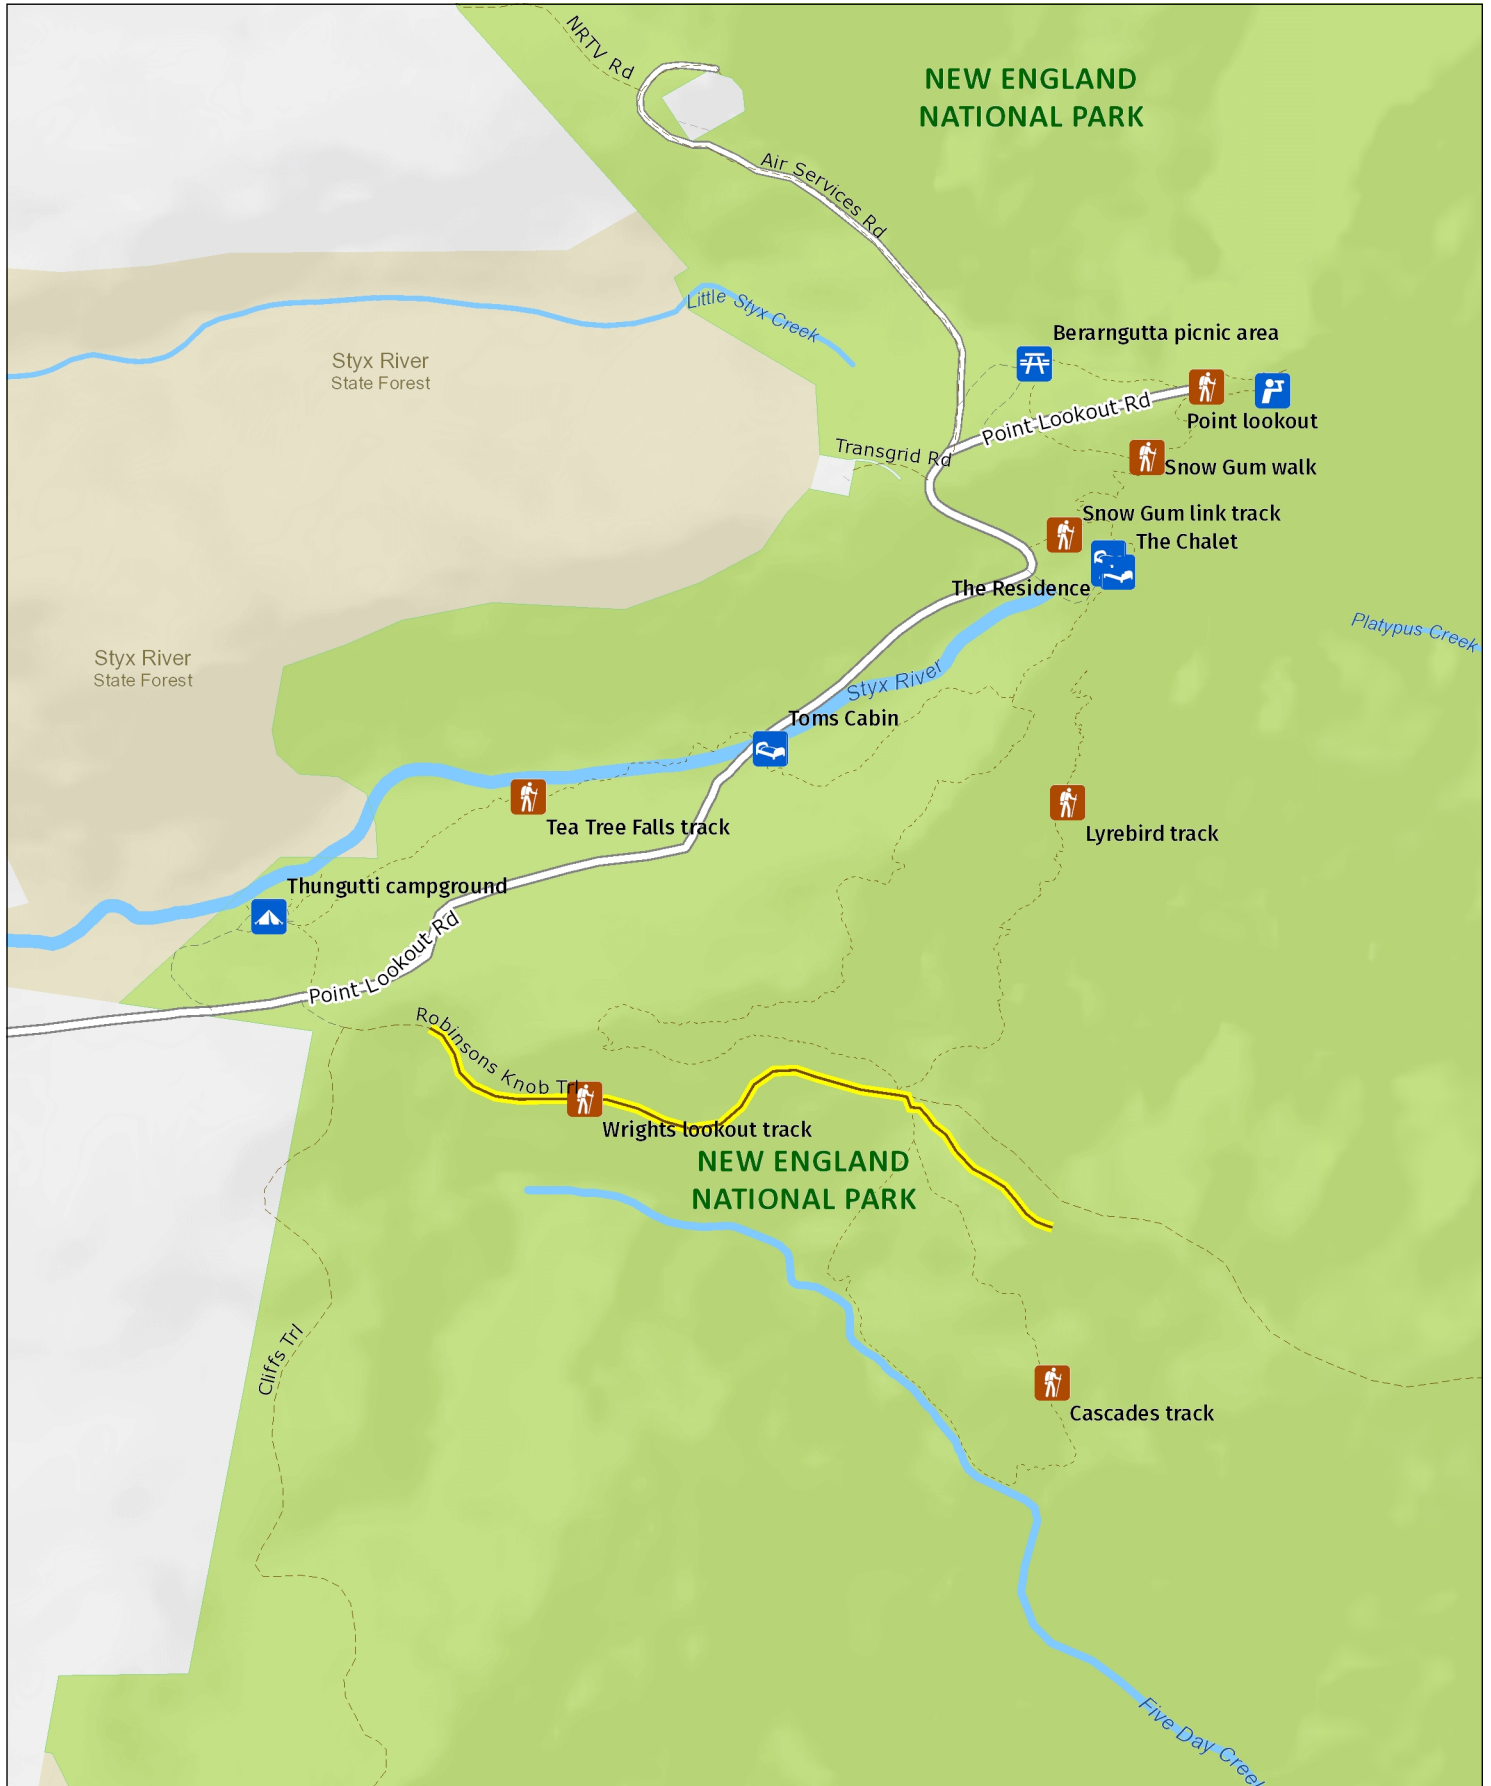 NRTV Rd
NEW ENGLAND
NATIONAL PARK
Air Services Rd
Little Styx Creek
Berarngutta picnic area
Styx River
State Forest
Point Lookout Rd
Point lookout
Transgrid Rd
Snow Gum walk
Snow Gum link track
The Chalet
The Residence
Platypus Creek
Styx River
State Forest
Styx River
Toms Cabin
Tea Tree Falls track
Lyrebird track
Thungutti campground
Point Lookout Rd
Robinsons Knob Trl
Wrights lookout track
NEW ENGLAND
NATIONAL PARK
Cliffs Trl
Cascades track
Five Day Creek